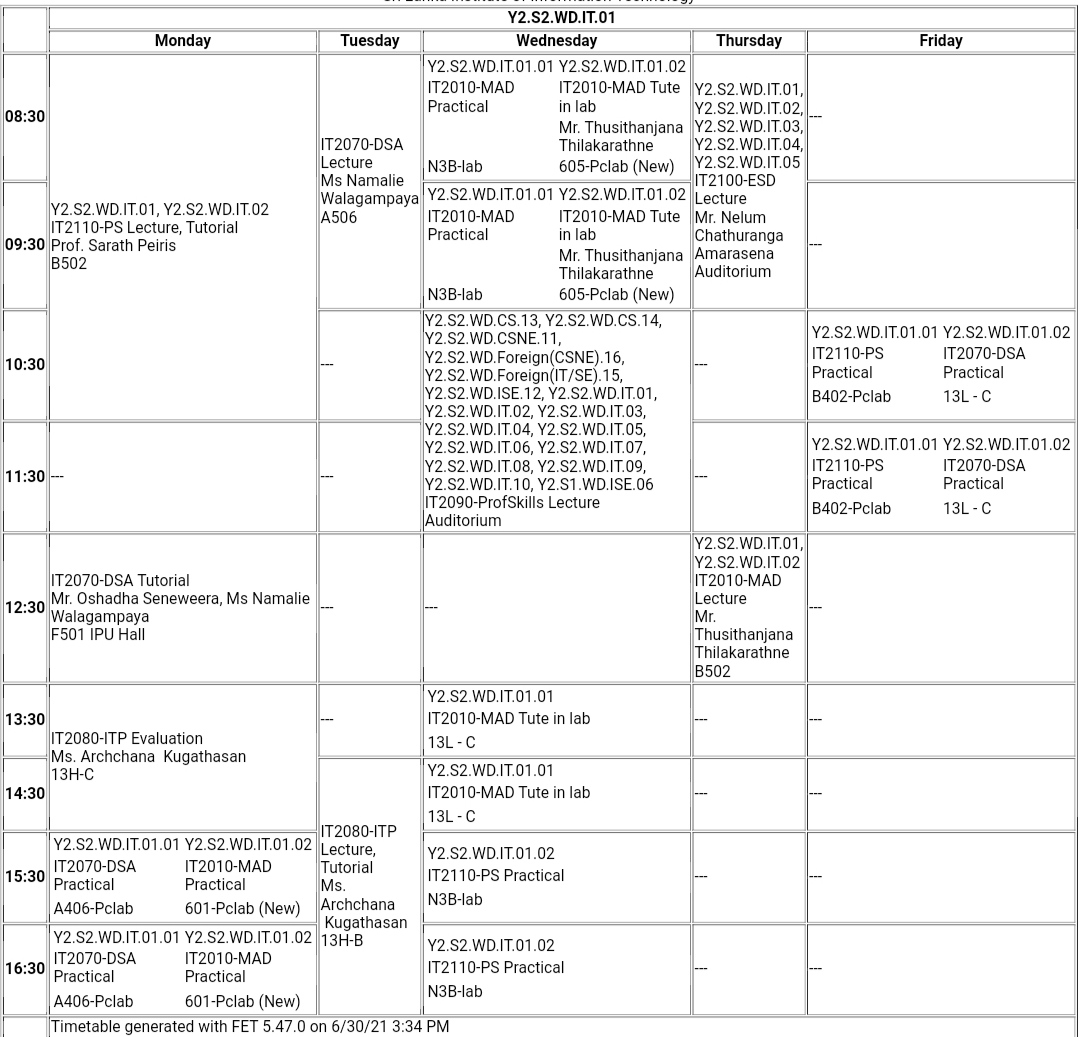 Sri Lanka Institute of Information Technology
Y2.S2.WD.IT.01
Monday Tuesday Wednesday Thursday Friday
08:30
Y2.S2.WD.IT.01, Y2.S2.WD.IT.02
IT2110-PS Lecture, Tutorial
Prof. Sarath Peiris
B502
IT2070-DSA
Lecture
Ms Namalie
Walagampaya
A506
Y2.S2.WD.IT.01.01 Y2.S2.WD.IT.01.02
IT2010-MAD IT2010-MAD Tute
Practical in lab
Mr. Thusithanjana
Thilakarathne
N3B-lab 605-Pclab (New)
Y2.S2.WD.IT.01,
Y2.S2.WD.IT.02,
Y2.S2.WD.IT.03,
Y2.S2.WD.IT.04,
Y2.S2.WD.IT.05
IT2100-ESD
Lecture
Mr. Nelum
Chathuranga
Amarasena
Auditorium
---
09:30
Y2.S2.WD.IT.01.01 Y2.S2.WD.IT.01.02
IT2010-MAD IT2010-MAD Tute
Practical in lab
Mr. Thusithanjana
Thilakarathne
N3B-lab 605-Pclab (New)
---
10:30
---
Y2.S2.WD.CS.13, Y2.S2.WD.CS.14,
Y2.S2.WD.CSNE.11,
Y2.S2.WD.Foreign(CSNE).16,
Y2.S2.WD.Foreign(IT/SE).15,
Y2.S2.WD.ISE.12, Y2.S2.WD.IT.01,
Y2.S2.WD.IT.02, Y2.S2.WD.IT.03,
Y2.S2.WD.IT.04, Y2.S2.WD.IT.05,
Y2.S2.WD.IT.06, Y2.S2.WD.IT.07,
Y2.S2.WD.IT.08, Y2.S2.WD.IT.09,
Y2.S2.WD.IT.10, Y2.S1.WD.ISE.06
IT2090-ProfSkills Lecture
Auditorium
---
Y2.S2.WD.IT.01.01 Y2.S2.WD.IT.01.02
IT2110-PS IT2070-DSA
Practical Practical
B402-Pclab 13L - C
11:30
---
---
---
Y2.S2.WD.IT.01.01 Y2.S2.WD.IT.01.02
IT2110-PS IT2070-DSA
Practical Practical
B402-Pclab 13L - C
12:30
IT2070-DSA Tutorial
Mr. Oshadha Seneweera, Ms Namalie
Walagampaya
F501 IPU Hall
---
---
Y2.S2.WD.IT.01,
Y2.S2.WD.IT.02
IT2010-MAD
Lecture
Mr.
Thusithanjana
Thilakarathne
B502
---
13:30
IT2080-ITP Evaluation
Ms. Archchana Kugathasan
13H-C
---
Y2.S2.WD.IT.01.01
IT2010-MAD Tute in lab
13L - C
---
---
14:30
IT2080-ITP
Lecture,
Tutorial
Ms.
Archchana
Kugathasan
13H-B
Y2.S2.WD.IT.01.01
IT2010-MAD Tute in lab
13L - C
---
---
15:30
Y2.S2.WD.IT.01.01 Y2.S2.WD.IT.01.02
IT2070-DSA IT2010-MAD
Practical Practical
A406-Pclab 601-Pclab (New)
Y2.S2.WD.IT.01.02
IT2110-PS Practical
N3B-lab
---
---
16:30
Y2.S2.WD.IT.01.01 Y2.S2.WD.IT.01.02
IT2070-DSA IT2010-MAD
Practical Practical
A406-Pclab 601-Pclab (New)
Y2.S2.WD.IT.01.02
IT2110-PS Practical
N3B-lab
---
---
Timetable generated with FET 5.47.0 on 6/30/21 3:34 PM